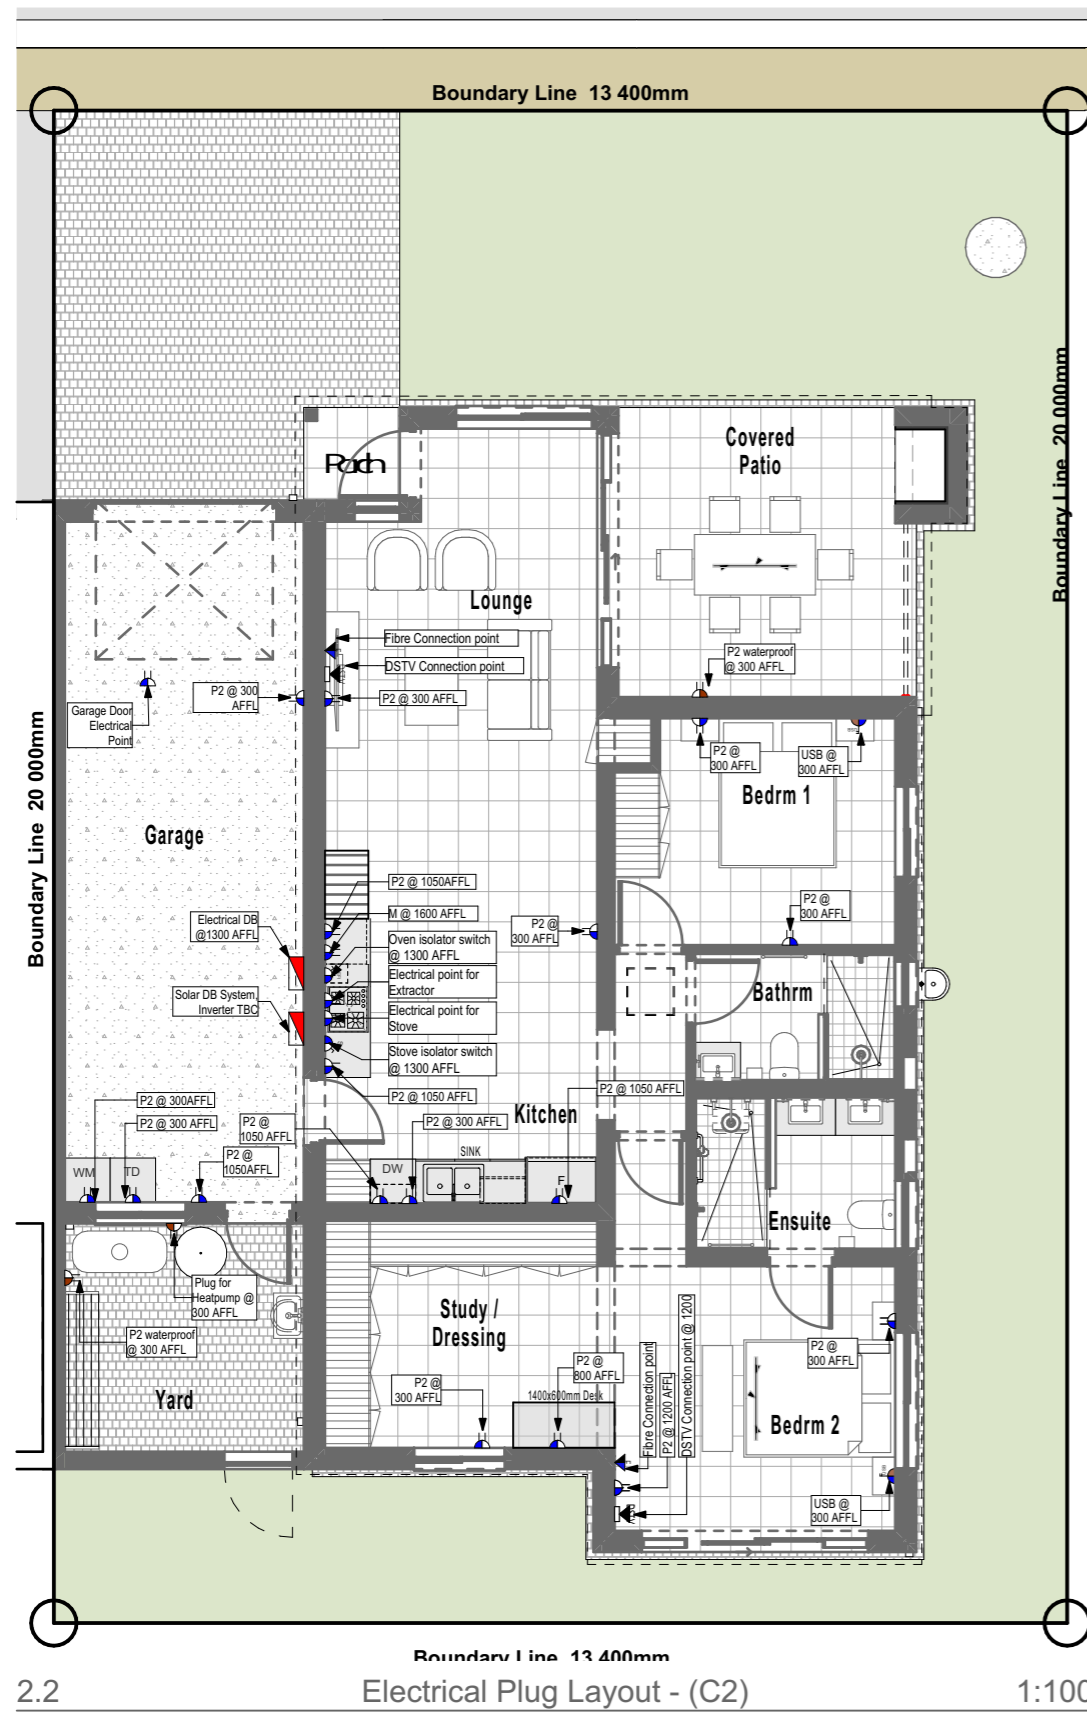 Boundary Line 13 400mm
Covered
Patio
Porch
Boundary Line 20 000mm
Lounge
Fibre Connection point
DSTV Connection point
P2 waterproof
@ 300 AFFL
P2 @ 300
AFFL
P2 @ 300 AFFL
Garage Door
Electrical
Point
P2 @
300 AFFL
USB @
300 AFFL
Bedrm 1
Boundary Line 20 000mm
Garage
P2 @ 1050AFFL
M @ 1600 AFFL
P2 @
300 AFFL
P2 @
300 AFFL
Electrical DB
@1300 AFFL
Oven isolator switch
@ 1300 AFFL
Electrical point for
Extractor
Bathrm
Solar DB System,
Inverter TBC
Electrical point for
Stove
Stove isolator switch
@ 1300 AFFL
P2 @ 1050 AFFL
P2 @ 1050 AFFL
P2 @ 300AFFL
P2 @ 300 AFFL
P2 @
1050 AFFL
P2 @ 300 AFFL
Kitchen
P2 @
1050AFFL
SINK
WM
TD
DW
F
Ensuite
Plug for
Heatpump @
300 AFFL
P2 waterproof
@ 300 AFFL
Study /
Dressing
P2 @
300 AFFL
P2 @
800 AFFL
1400x600mm Desk
Fibre Connection point
P2 @ 1200 AFFL
DSTV Connection point @ 1200
P2 @
300 AFFL
Yard
Bedrm 2
USB @
300 AFFL
Boundary Line 13 400mm
2.2
Electrical Plug Layout - (C2)
1:100